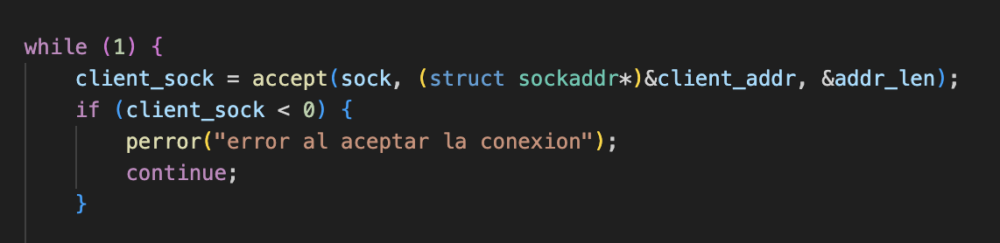 while (1) {
client_sock = accept(sock, (struct sockaddr*)&client_addr, &addr_len);
if (client_sock < 0) {
perror("error al aceptar la conexion");
continue;
}